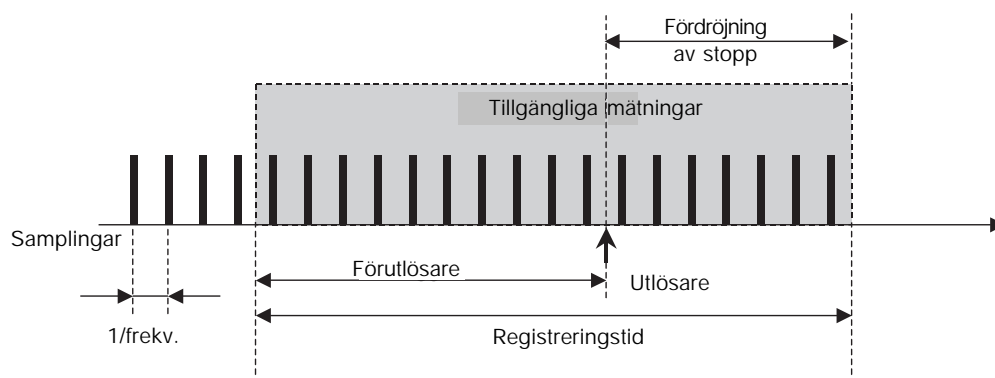 Fördröjning
av stopp
Tillgängliga mätningar
Samplingar
Förutlösare
Utlösare
1/frekv.
Registreringstid